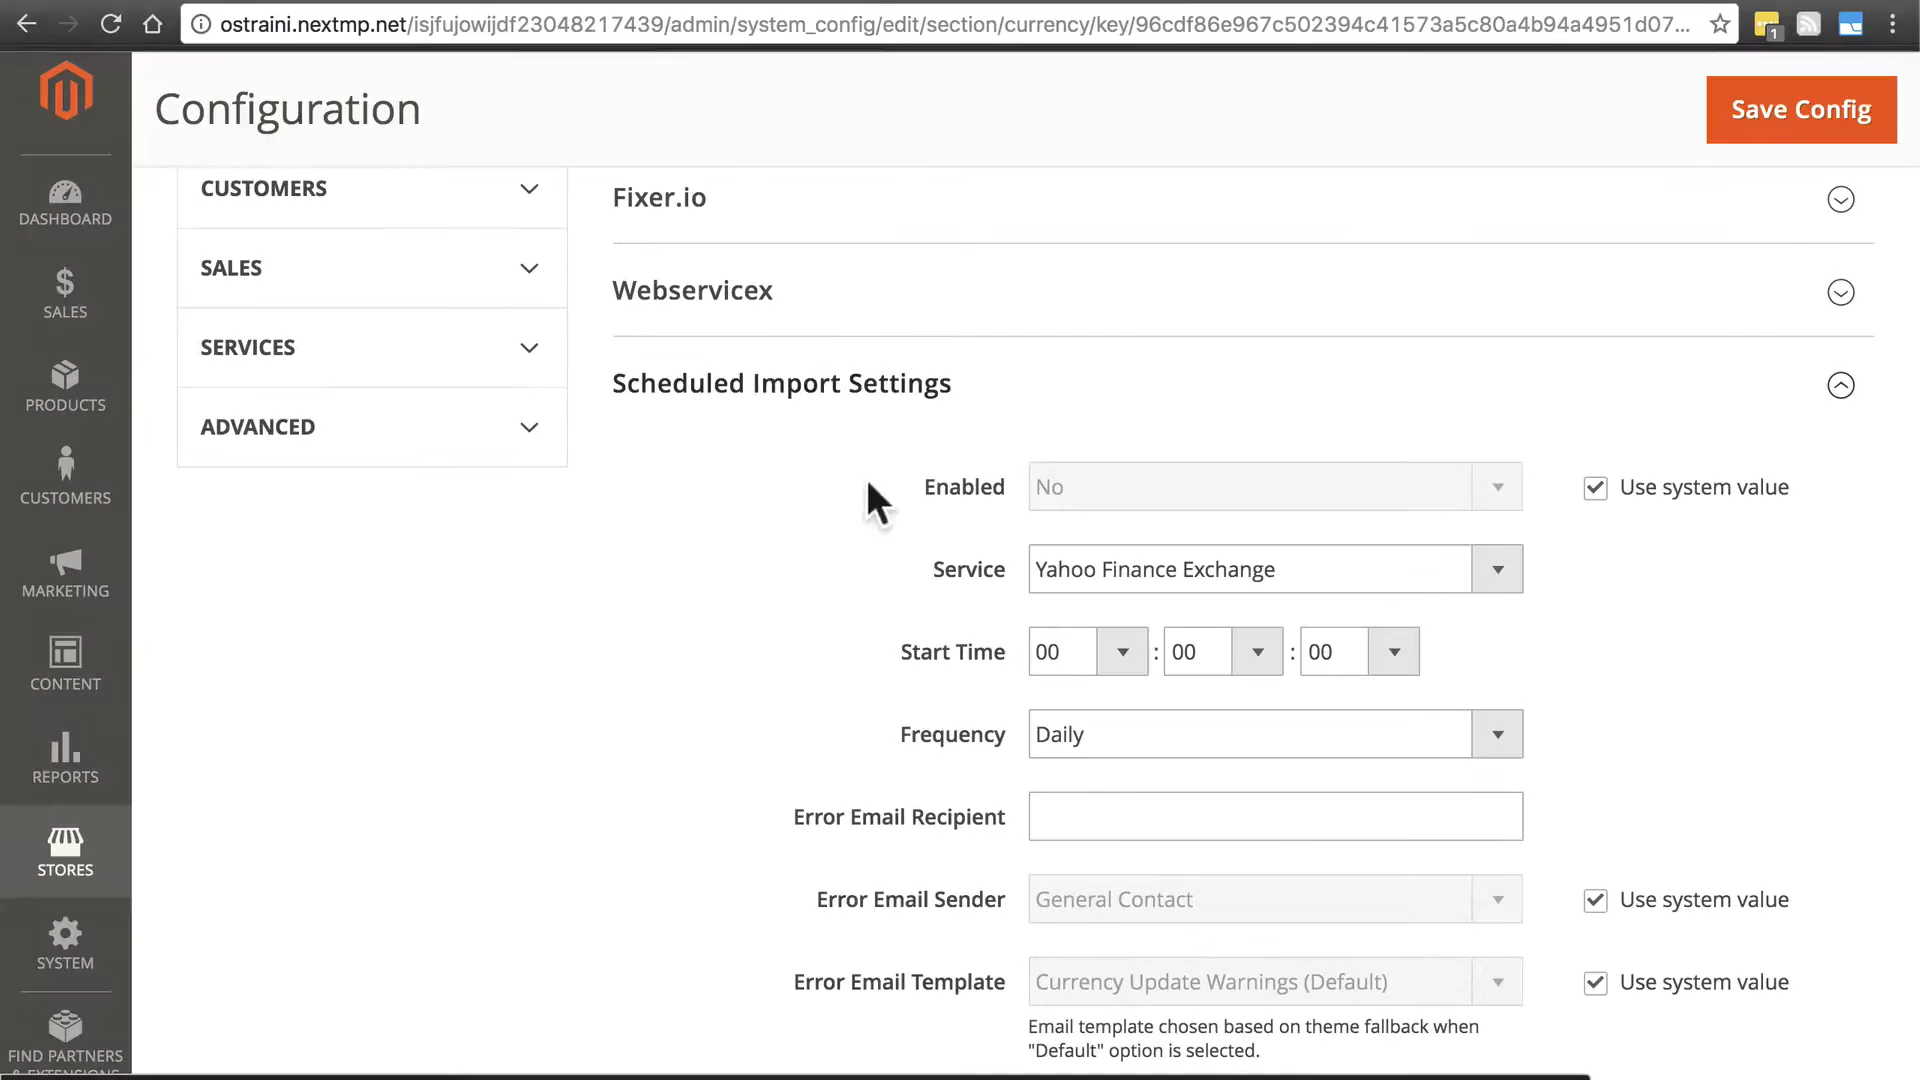 ostraini.nextmp.net/isjfujowijdf23048217439/admin/system_config/edit/section/currency/key/96cdf86e967c502394c41573a5c80a4b94a4951d07...
1
Configuration
Save Config
DASHBOARD
SALES
PRODUCTS
CUSTOMERS
MARKETING
CONTENT
REPORTS
STORES
SYSTEM
FIND PARTNERS
& EXTENSIONS
CUSTOMERS
SALES
SERVICES
ADVANCED
Fixer.io
Webservicex
Scheduled Import Settings
Enabled No Use system value
Service Yahoo Finance Exchange
Start Time 00 : 00 : 00
Frequency Daily
Error Email Recipient
Error Email Sender General Contact Use system value
Error Email Template Currency Update Warnings (Default) Use system value
Email template chosen based on theme fallback when
"Default" option is selected.